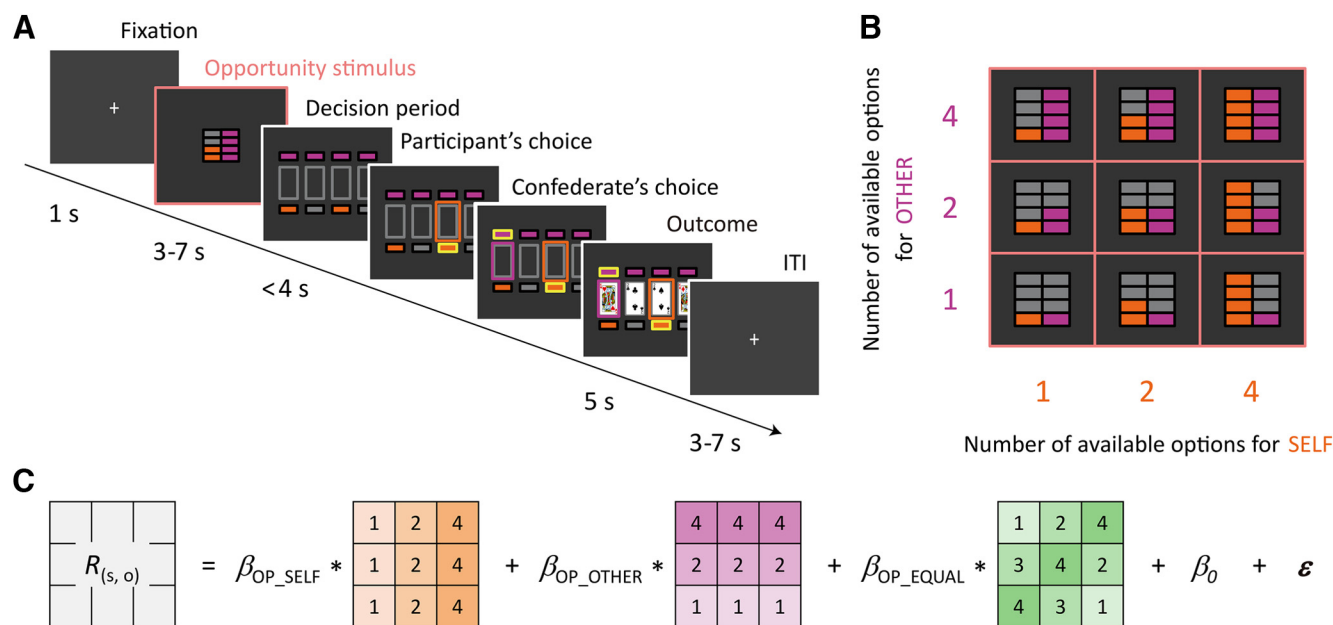 A
Fixation
Opportunity stimulus
Decision period
Participant's choice
Confederate's choice
Outcome
ITI
1 s
3-7 s
<4 s
5 s
3-7 s
B
Number of available options
for OTHER
4
2
1
1 2 4
Number of available options for SELF
C
R(s, o) = βOP_SELF * + βOP_OTHER * + βOP_EQUAL * + β0 + ε
1 2 4
1 2 4
1 2 4
4 4 4
2 2 2
1 1 1
1 2 4
3 4 2
4 3 1